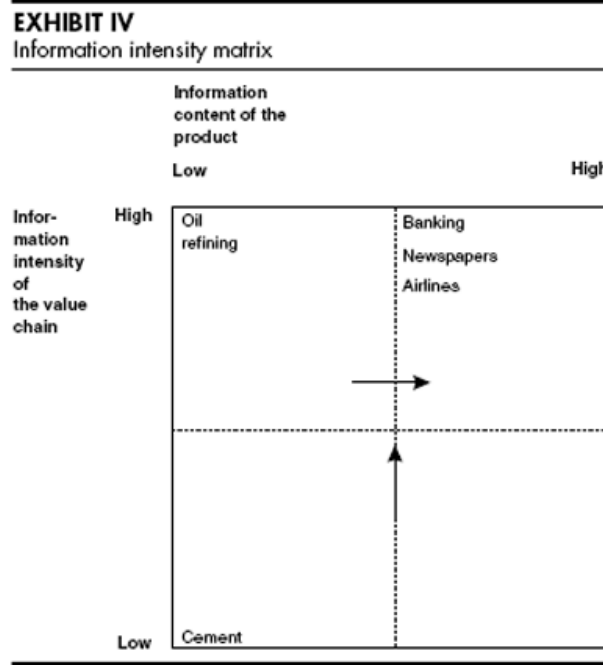 EXHIBIT IV
Information intensity matrix
Information
content of the
product
Low
High
Infor-
mation
intensity
of
the value
chain
High
Oil
refining
Banking
Newspapers
Airlines
Low
Cement